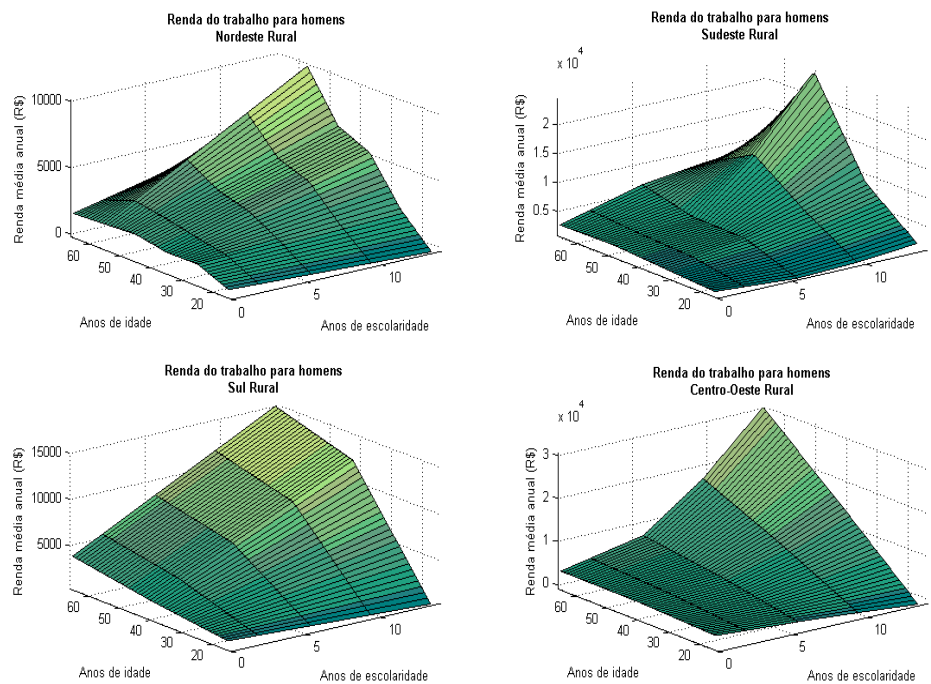 Renda do trabalho para homens
Nordeste Rural
Renda média anual (R$)
10000
5000
0
60
50
40
30
20
Anos de idade
0
5
10
Anos de escolaridade
Renda do trabalho para homens
Sudeste Rural
x 10^4
Renda média anual (R$)
2
1.5
1
0.5
60
50
40
30
20
Anos de idade
0
5
10
Anos de escolaridade
Renda do trabalho para homens
Sul Rural
Renda média anual (R$)
15000
10000
5000
60
50
40
30
20
Anos de idade
0
5
10
Anos de escolaridade
Renda do trabalho para homens
Centro-Oeste Rural
x 10^4
Renda média anual (R$)
3
2
1
0
60
50
40
30
20
Anos de idade
0
5
10
Anos de escolaridade